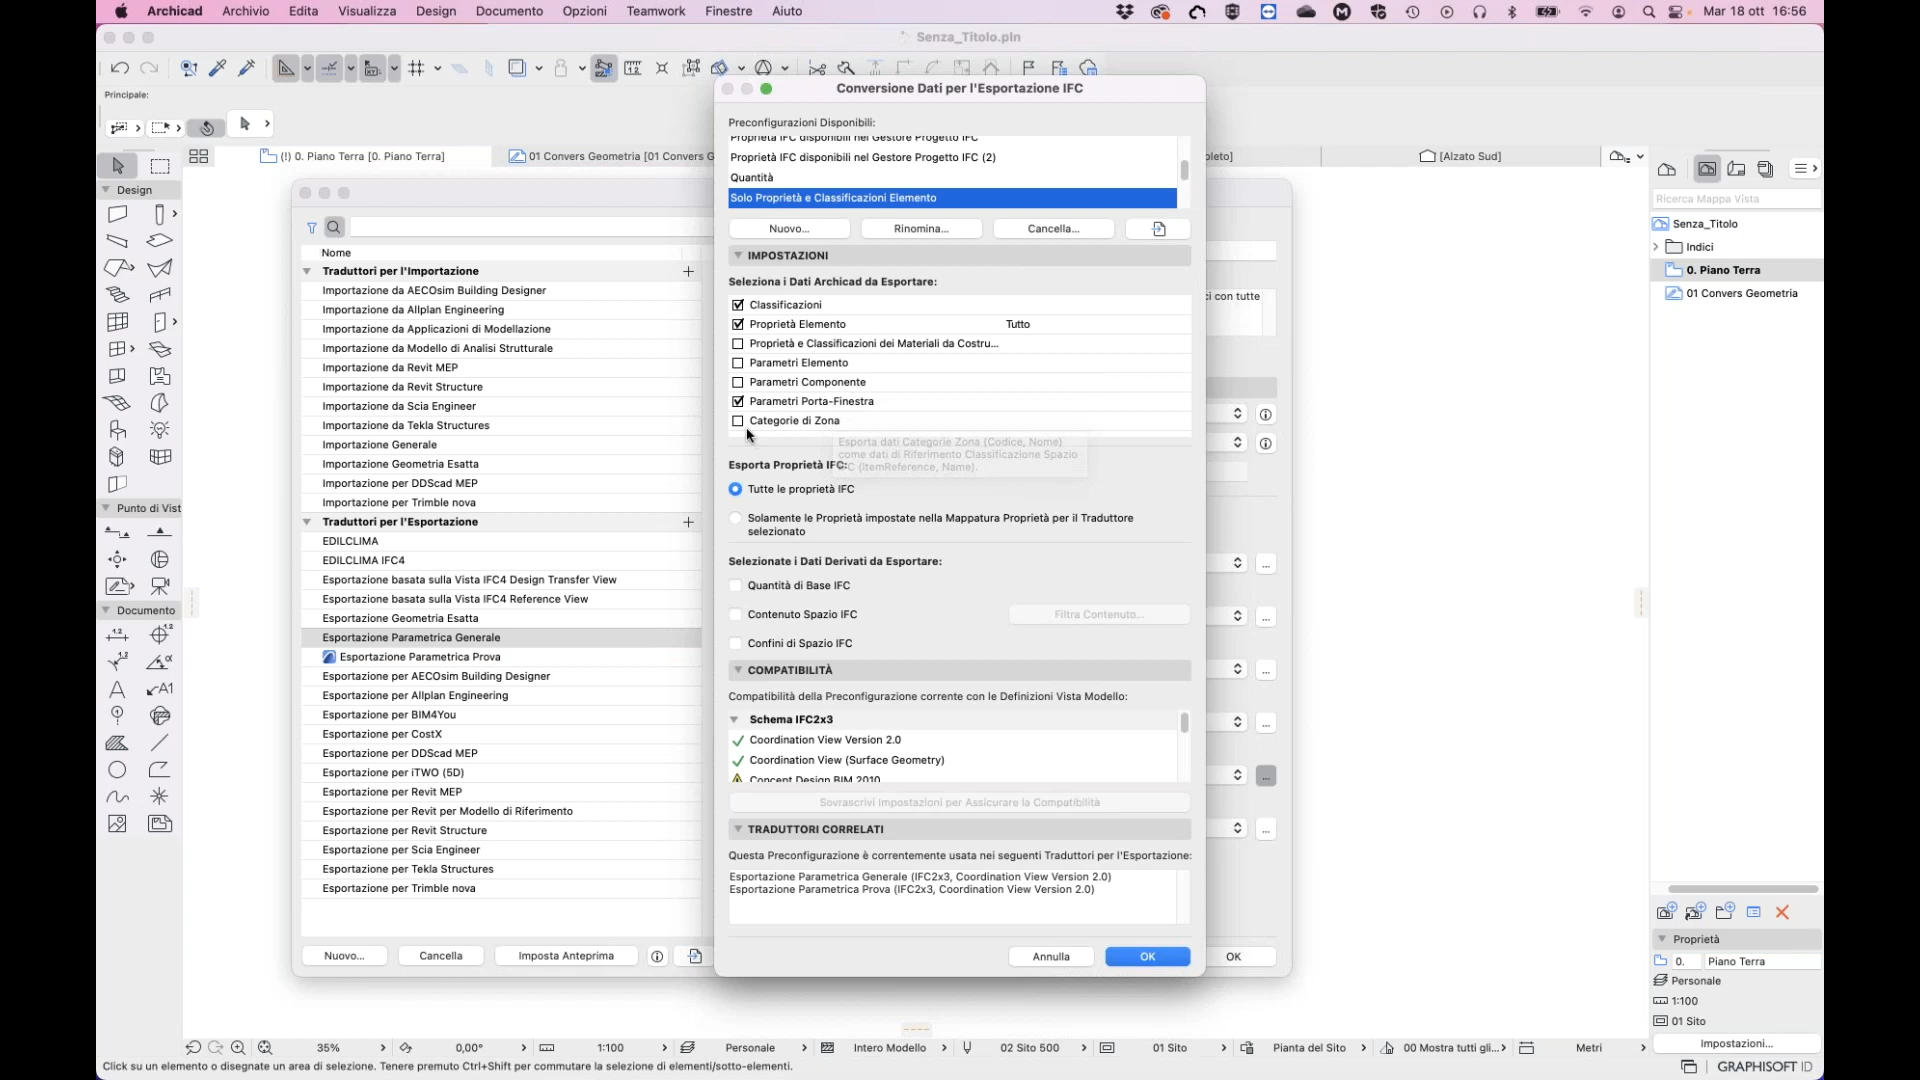 Archicad Archivio Edita Visualizza Design Documento Opzioni Teamwork Finestre Aiuto Mar 18 ott 16:56
Senza_Titolo.pln
Principale:
(!) 0. Piano Terra [0. Piano Terra]
01 Convers Geometria [01 Convers G
[Alzato Sud]
Design
Punto di Vist
Documento
Nome
Traduttori per l'Importazione
Importazione da AECOsim Building Designer
Importazione da Allplan Engineering
Importazione da Applicazioni di Modellazione
Importazione da Modello di Analisi Strutturale
Importazione da Revit MEP
Importazione da Revit Structure
Importazione da Scia Engineer
Importazione da Tekla Structures
Importazione Generale
Importazione Geometria Esatta
Importazione per DDScad MEP
Importazione per Trimble nova
Traduttori per l'Esportazione
EDILCLIMA
EDILCLIMA IFC4
Esportazione basata sulla Vista IFC4 Design Transfer View
Esportazione basata sulla Vista IFC4 Reference View
Esportazione Geometria Esatta
Esportazione Parametrica Generale
Esportazione Parametrica Prova
Esportazione per AECOsim Building Designer
Esportazione per Allplan Engineering
Esportazione per BIM4You
Esportazione per CostX
Esportazione per DDScad MEP
Esportazione per iTWO (5D)
Esportazione per Revit MEP
Esportazione per Revit per Modello di Riferimento
Esportazione per Revit Structure
Esportazione per Scia Engineer
Esportazione per Tekla Structures
Esportazione per Trimble nova
Nuovo... Cancella Imposta Anteprima
Conversione Dati per l'Esportazione IFC
Preconfigurazioni Disponibili:
Proprietà IFC disponibili nel Gestore Progetto IFC
Proprietà IFC disponibili nel Gestore Progetto IFC (2)
Quantità
Solo Proprietà e Classificazioni Elemento
Nuovo... Rinomina... Cancella...
IMPOSTAZIONI
Seleziona i Dati Archicad da Esportare:
Classificazioni
Proprietà Elemento Tutto
Proprietà e Classificazioni dei Materiali da Costru...
Parametri Elemento
Parametri Componente
Parametri Porta-Finestra
Categorie di Zona
Esporta dati Categorie Zona (Codice, Nome)
come dati di Riferimento Classificazione Spazio
(ItemReference, Name).
Esporta Proprietà IFC:
Tutte le proprietà IFC
Solamente le Proprietà impostate nella Mappatura Proprietà per il Traduttore
selezionato
Selezionate i Dati Derivati da Esportare:
Quantità di Base IFC
Contenuto Spazio IFC Filtra Contenuto...
Confini di Spazio IFC
COMPATIBILITÀ
Compatibilità della Preconfigurazione corrente con le Definizioni Vista Modello:
Schema IFC2x3
Coordination View Version 2.0
Coordination View (Surface Geometry)
Concept Design BIM 2010
Sovrascrivi Impostazioni per Assicurare la Compatibilità
TRADUTTORI CORRELATI
Questa Preconfigurazione è correntemente usata nei seguenti Traduttori per l'Esportazione:
Esportazione Parametrica Generale (IFC2x3, Coordination View Version 2.0)
Esportazione Parametrica Prova (IFC2x3, Coordination View Version 2.0)
Annulla OK
ci con tutte
OK
Ricerca Mappa Vista
Senza_Titolo
Indici
0. Piano Terra
01 Convers Geometria
Proprietà
0. Piano Terra
Personale
1:100
01 Sito
Impostazioni...
35% 0,00° 1:100 Personale Intero Modello 02 Sito 500 01 Sito Pianta del Sito 00 Mostra tutti gli... Metri
Click su un elemento o disegnate un area di selezione. Tenere premuto Ctrl+Shift per commutare la selezione di elementi/sotto-elementi.
GRAPHISOFT ID